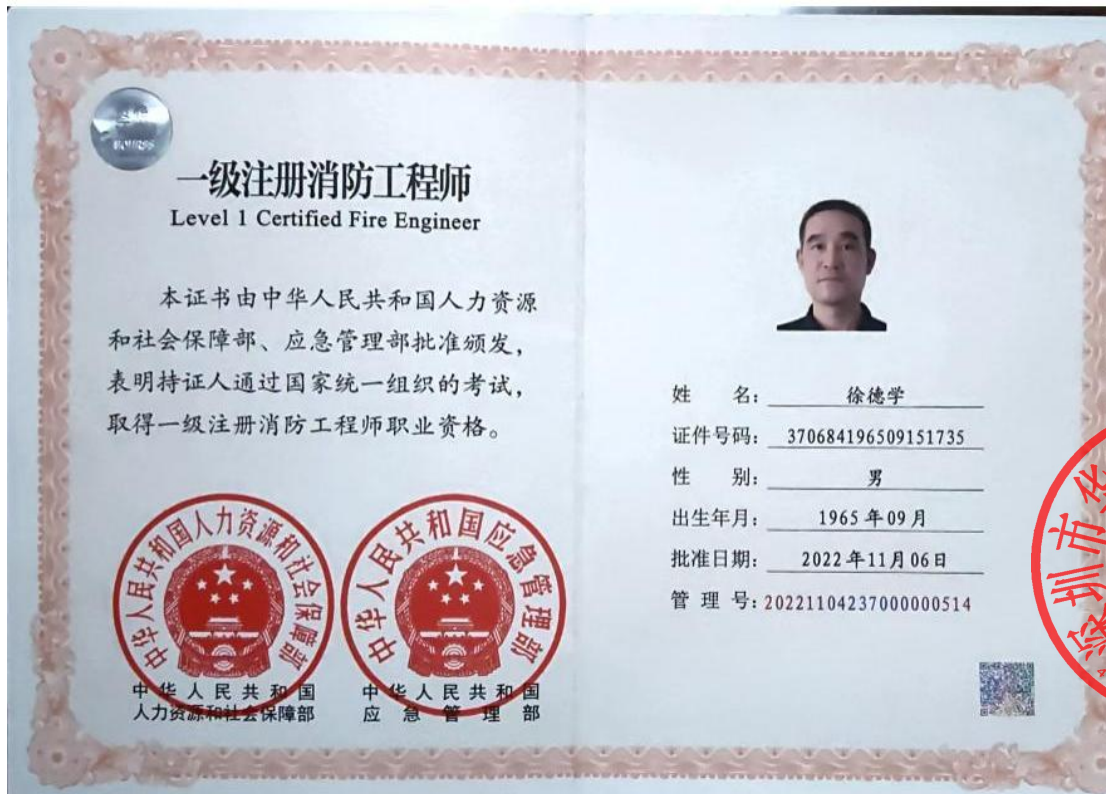 一级注册消防工程师
Level 1 Certified Fire Engineer
本证书由中华人民共和国人力资源
和社会保障部、应急管理部批准颁发，
表明持证人通过国家统一组织的考试，
取得一级注册消防工程师职业资格。
中华人民共和国人力资源和社会保障部
中华人民共和国应急管理部
中华人民共和国
人力资源和社会保障部
中华人民共和国
应急管理部
姓名：徐德学
证件号码：370684196509151735
性别：男
出生年月：1965年09月
批准日期：2022年11月06日
管理号：20221104237000000514
深圳市华